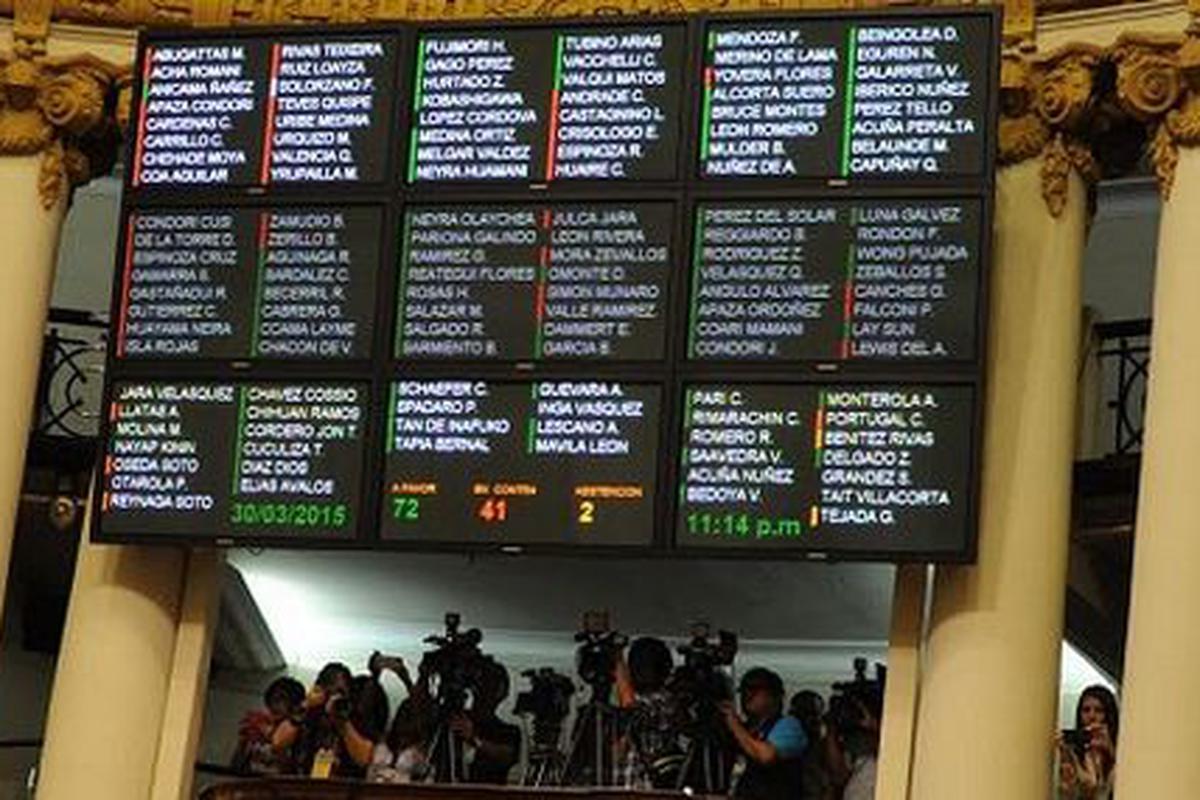 ABUGATTAS M.
ACHA ROMANI
ANICAMA ÑAÑEZ
APAZA CONDORI
CARDENAS C.
CARRILLO C.
CHEHADE MOYA
COA AGUILAR
RIVAS TEIXEIRA
RUIZ LOAYZA
SOLORZANO F.
TEVES QUISPE
URIBE MEDINA
URQUIZO M.
VALENCIA Q.
YRUPAILLA M.
FUJIMORI H.
GAGO PEREZ
HURTADO Z.
KOBASHIGAWA
LOPEZ CORDOVA
MEDINA ORTIZ
MELGAR VALDEZ
NEYRA HUAMANI
TUBINO ARIAS
VACCHELLI C.
VALQUI MATOS
ANDRADE C.
CASTAGNINO L.
CRISOLOGO E.
ESPINOZA R.
HUAIRE C.
MENDOZA F.
MERINO DE LAMA
YOVERA FLORES
ALCORTA SUERO
BRUCE MONTES
LEON ROMERO
MULDER B.
NUÑEZ DE A.
BEINGOLEA D.
EGUREN N.
GALARRETA V.
IBERICO NUÑEZ
PEREZ TELLO
ACUÑA PERALTA
BELAUNDE M.
CAPUÑAY Q.
CONDORI CUSI
DE LA TORRE D.
ESPINOZA CRUZ
GAMARRA S.
GASTAÑADUI R.
GUTIERREZ C.
HUAYAMA NEIRA
ISLA ROJAS
ZAMUDIO B.
ZERILLO B.
AGUINAGA R.
BARDALEZ C.
BECERRIL R.
CABRERA G.
CCAMA LAYME
CHACON DE V.
NEYRA OLAYCHEA
PARIONA GALINDO
RAMIREZ G.
REATEGUI FLORES
ROSAS H.
SALAZAR M.
SALGADO R.
SARMIENTO B.
JULCA JARA
LEON RIVERA
MORA ZEVALLOS
OMONTE D.
SIMON MUNARO
VALLE RAMIREZ
DAMMERT E.
GARCIA B.
PEREZ DEL SOLAR
REGGIARDO B.
RODRIGUEZ Z.
VELASQUEZ Q.
ANGULO ALVAREZ
APAZA ORDOÑEZ
COARI MAMANI
CONDORI J.
LUNA GALVEZ
RONDON F.
WONG PUJADA
ZEBALLOS S.
CANCHES G.
FALCONI P.
LAY SUN
LEWIS DEL A.
JARA VELASQUEZ
LLATAS A.
MOLINA M.
NAYAP KININ
OSEDA SOTO
OTAROLA P.
REYNAGA SOTO
CHAVEZ COSSIO
CHIHUAN RAMOS
CORDERO JON T.
CUCULIZA T.
DIAZ DIOS
ELIAS AVALOS
30/03/2015
SCHAEFER C.
SPADARO P.
TAN DE INAFUKO
TAPIA BERNAL
GUEVARA A.
INGA VASQUEZ
LESCANO A.
MAVILA LEON
A FAVOR EN CONTRA ABSTENCION
72 41 2
PARI C.
RIMARACHIN C.
ROMERO R.
SAAVEDRA V.
ACUÑA NUÑEZ
BEDOYA V.
11:14 p.m
MONTEROLA A.
PORTUGAL C.
BENITEZ RIVAS
DELGADO Z.
GRANDEZ S.
TAIT VILLACORTA
TEJADA G.